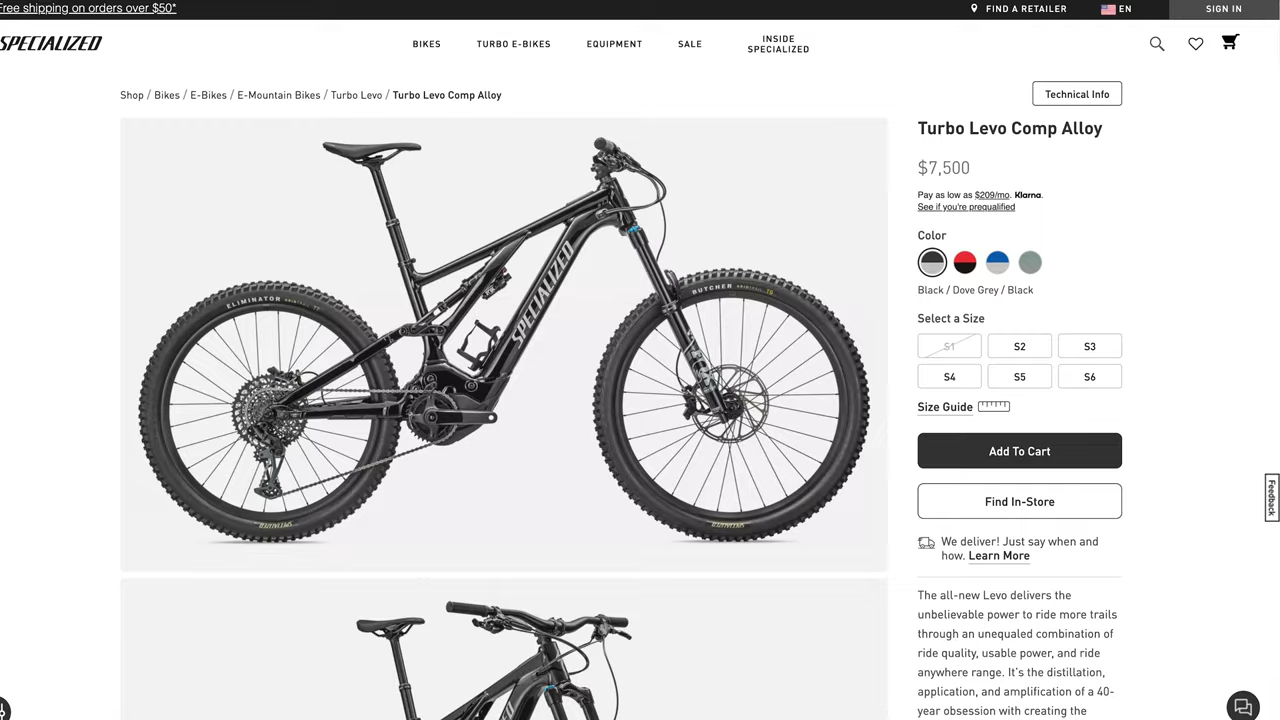 Free shipping on orders over $50*
FIND A RETAILER
EN
SIGN IN
SPECIALIZED
BIKES
TURBO E-BIKES
EQUIPMENT
SALE
INSIDE
SPECIALIZED
Shop / Bikes / E-Bikes / E-Mountain Bikes / Turbo Levo / Turbo Levo Comp Alloy
Technical Info
ELIMINATOR
BUTCHER
SPECIALIZED
Turbo Levo Comp Alloy
$7,500
Pay as low as $209/mo. Klarna.
See if you're prequalified
Color
Black / Dove Grey / Black
Select a Size
S1
S2
S3
S4
S5
S6
Size Guide
Add To Cart
Find In-Store
We deliver! Just say when and
how. Learn More
Feedback
The all-new Levo delivers the
unbelievable power to ride more trails
through an unequaled combination of
ride quality, usable power, and ride
anywhere range. It's the distillation,
application, and amplification of a 40-
year obsession with creating the